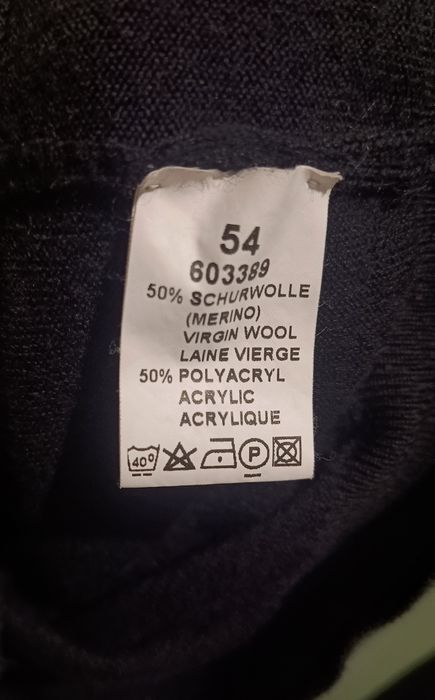 54
603389
50% SCHURWOLLE
(MERINO)
VIRGIN WOOL
LAINE VIERGE
50% POLYACRYL
ACRYLIC
ACRYLIQUE
40° P